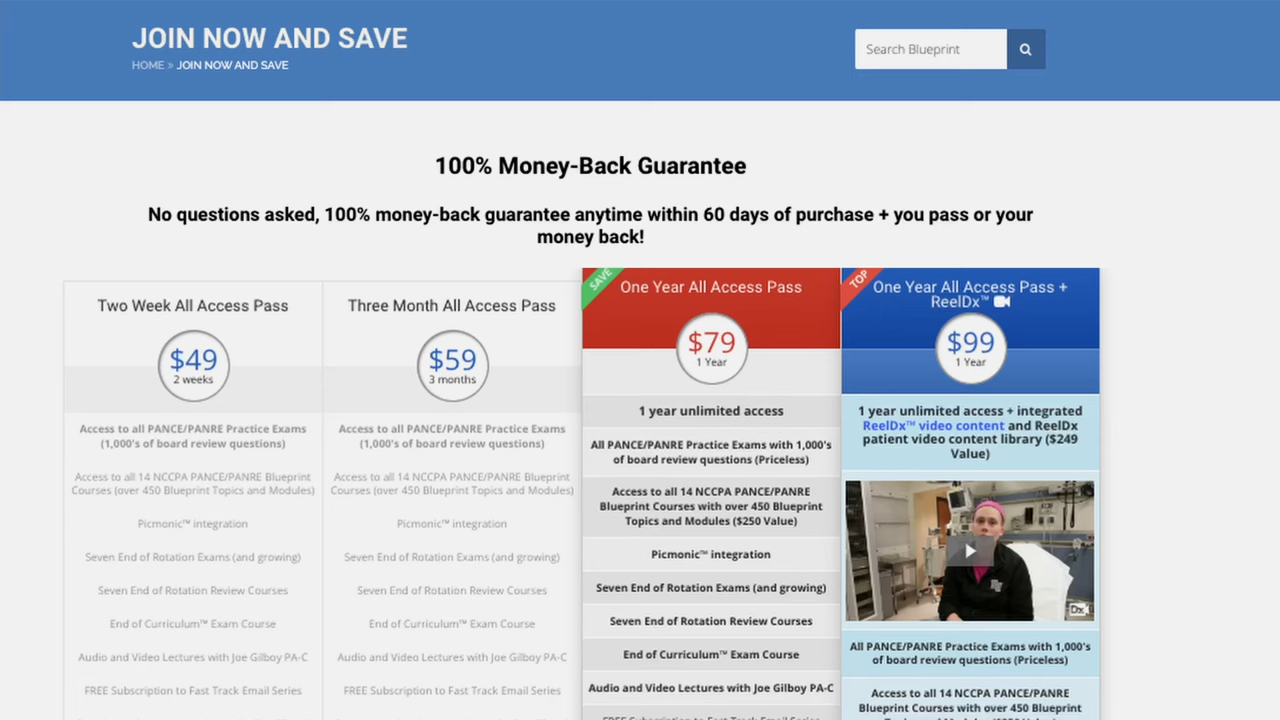 JOIN NOW AND SAVE
HOME » JOIN NOW AND SAVE
Search Blueprint
100% Money-Back Guarantee
No questions asked, 100% money-back guarantee anytime within 60 days of purchase + you pass or your
money back!
Two Week All Access Pass
$49
2 weeks
Access to all PANCE/PANRE Practice Exams
(1,000's of board review questions)
Access to all 14 NCCPA PANCE/PANRE Blueprint
Courses (over 450 Blueprint Topics and Modules)
Picmonic™ integration
Seven End of Rotation Exams (and growing)
Seven End of Rotation Review Courses
End of Curriculum™ Exam Course
Audio and Video Lectures with Joe Gilboy PA-C
FREE Subscription to Fast Track Email Series
Three Month All Access Pass
$59
3 months
Access to all PANCE/PANRE Practice Exams
(1,000's of board review questions)
Access to all 14 NCCPA PANCE/PANRE Blueprint
Courses (over 450 Blueprint Topics and Modules)
Picmonic™ integration
Seven End of Rotation Exams (and growing)
Seven End of Rotation Review Courses
End of Curriculum™ Exam Course
Audio and Video Lectures with Joe Gilboy PA-C
FREE Subscription to Fast Track Email Series
SAVE
One Year All Access Pass
$79
1 Year
1 year unlimited access
All PANCE/PANRE Practice Exams with 1,000's
of board review questions (Priceless)
Access to all 14 NCCPA PANCE/PANRE
Blueprint Courses with over 450 Blueprint
Topics and Modules ($250 Value)
Picmonic™ integration
Seven End of Rotation Exams (and growing)
Seven End of Rotation Review Courses
End of Curriculum™ Exam Course
Audio and Video Lectures with Joe Gilboy PA-C
FREE Subscription to Fast Track Email Series
TOP
One Year All Access Pass +
ReelDx™
$99
1 Year
1 year unlimited access + integrated
ReelDx™ video content and ReelDx
patient video content library ($249
Value)
Dx
All PANCE/PANRE Practice Exams with 1,000's
of board review questions (Priceless)
Access to all 14 NCCPA PANCE/PANRE
Blueprint Courses with over 450 Blueprint